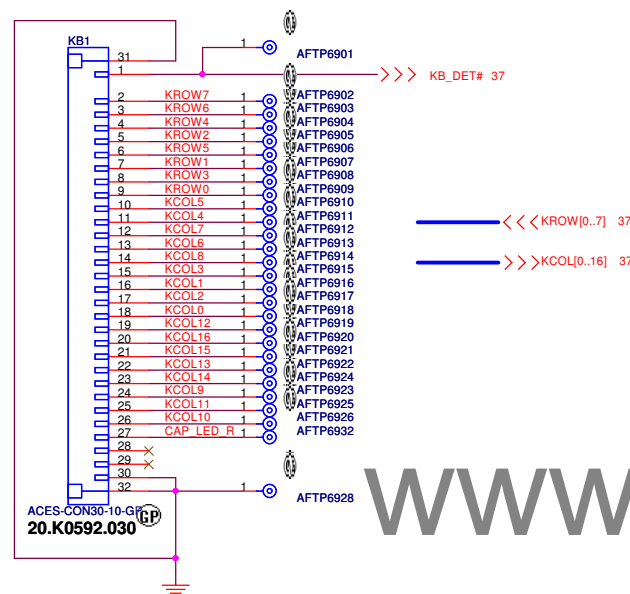 KB1
31
1 AFTP6901
1 KB_DET# 37
2 KROW7 1 AFTP6902
3 KROW6 1 AFTP6903
4 KROW4 1 AFTP6904
5 KROW2 1 AFTP6905
6 KROW5 1 AFTP6906
7 KROW1 1 AFTP6907
8 KROW3 1 AFTP6908
9 KROW0 1 AFTP6909
10 KCOL5 1 AFTP6910
11 KCOL4 1 AFTP6911
KROW[0..7] 37
12 KCOL7 1 AFTP6912
13 KCOL6 1 AFTP6913
14 KCOL8 1 AFTP6914
KCOL[0..16] 37
15 KCOL3 1 AFTP6915
16 KCOL1 1 AFTP6916
17 KCOL2 1 AFTP6917
18 KCOL0 1 AFTP6918
19 KCOL12 1 AFTP6919
20 KCOL16 1 AFTP6920
21 KCOL15 1 AFTP6921
22 KCOL13 1 AFTP6922
23 KCOL14 1 AFTP6924
24 KCOL9 1 AFTP6923
25 KCOL11 1 AFTP6925
26 KCOL10 1 AFTP6926
27 CAP_LED_R 1 AFTP6932
28
29
30
32 1 AFTP6928
ACES-CON30-10-GP
GP
20.K0592.030
www